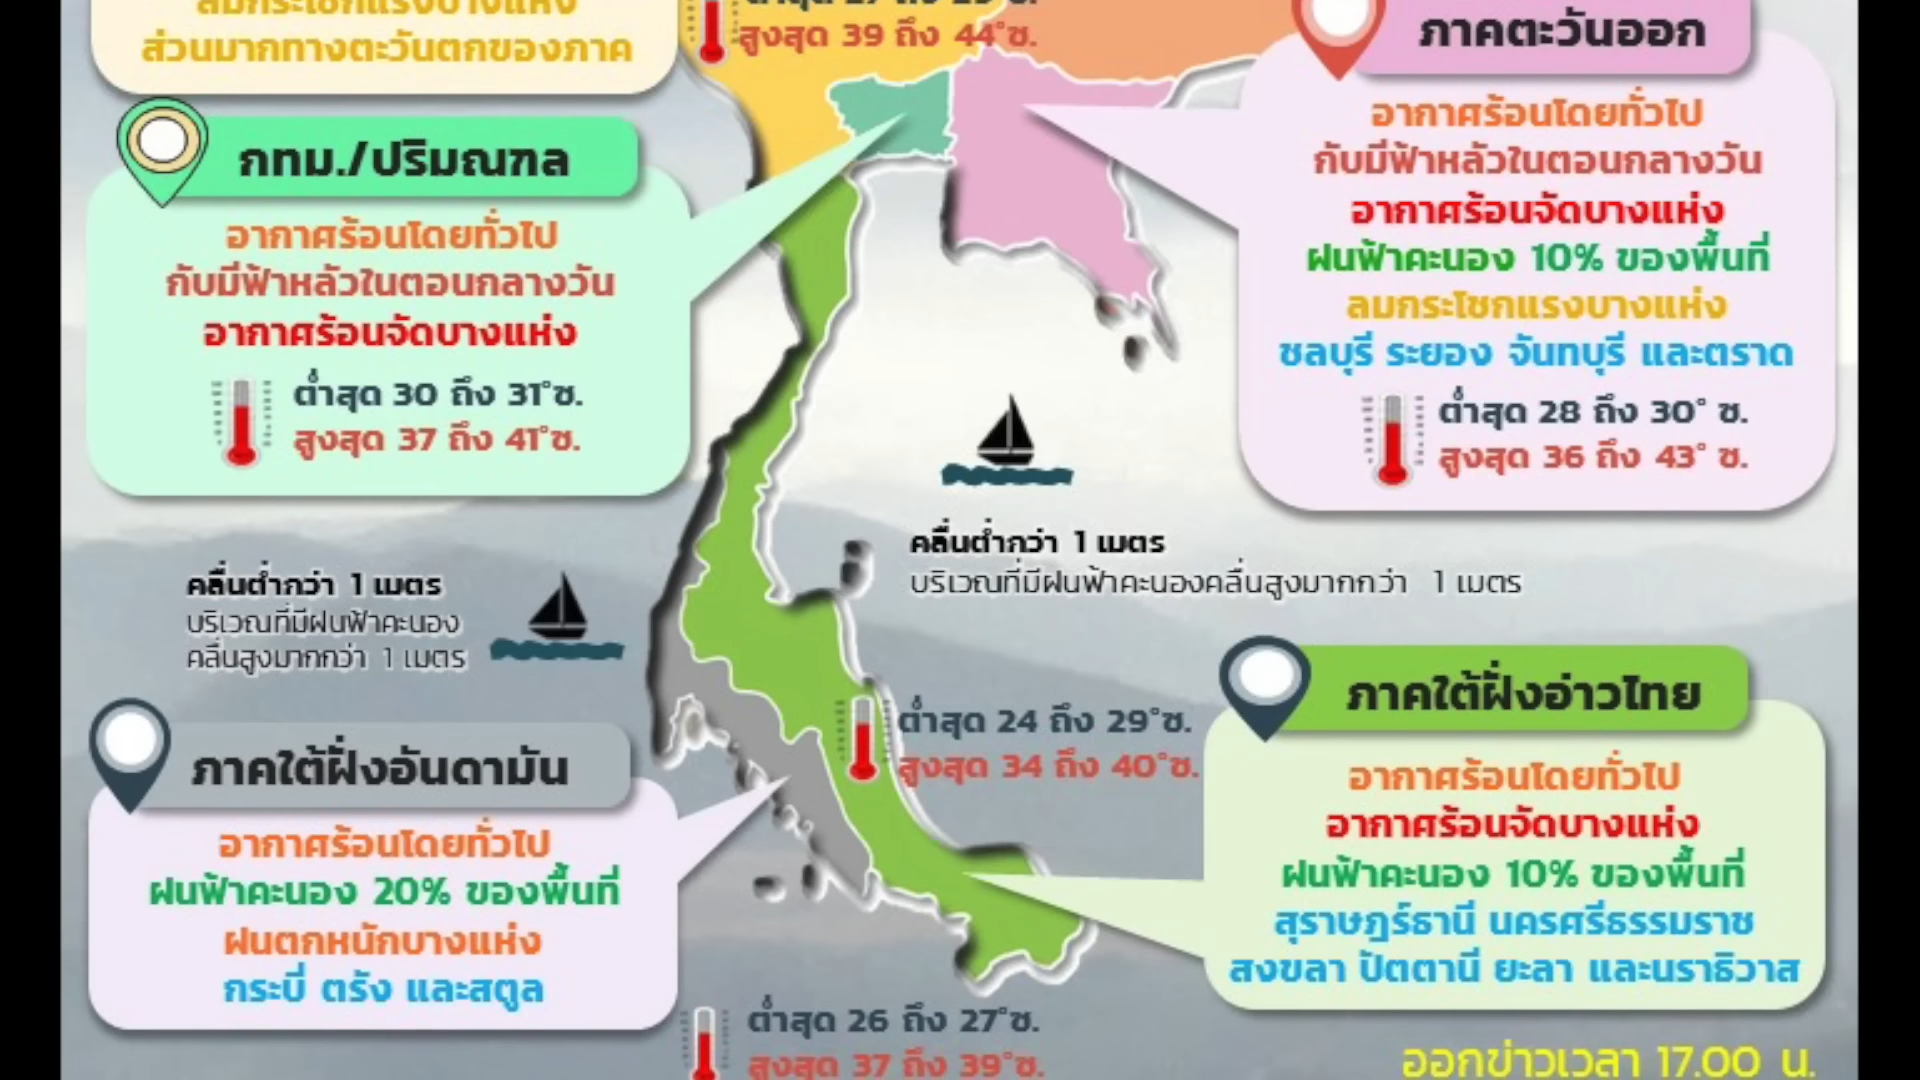 ลมกระโชกแรงบางแห่ง
ส่วนมากทางตะวันตกของภาค
สูงสุด 39 ถึง 44°ซ.
ภาคตะวันออก
อากาศร้อนโดยทั่วไป
กับมีฟ้าหลัวในตอนกลางวัน
อากาศร้อนจัดบางแห่ง
ฝนฟ้าคะนอง 10% ของพื้นที่
ลมกระโชกแรงบางแห่ง
ชลบุรี ระยอง จันทบุรี และตราด
ต่ำสุด 28 ถึง 30° ซ.
สูงสุด 36 ถึง 43° ซ.
กทม./ปริมณฑล
อากาศร้อนโดยทั่วไป
กับมีฟ้าหลัวในตอนกลางวัน
อากาศร้อนจัดบางแห่ง
ต่ำสุด 30 ถึง 31°ซ.
สูงสุด 37 ถึง 41°ซ.
คลื่นต่ำกว่า 1 เมตร
บริเวณที่มีฝนฟ้าคะนองคลื่นสูงมากกว่า 1 เมตร
คลื่นต่ำกว่า 1 เมตร
บริเวณที่มีฝนฟ้าคะนอง
คลื่นสูงมากกว่า 1 เมตร
ภาคใต้ฝั่งอันดามัน
อากาศร้อนโดยทั่วไป
ฝนฟ้าคะนอง 20% ของพื้นที่
ฝนตกหนักบางแห่ง
กระบี่ ตรัง และสตูล
ต่ำสุด 26 ถึง 27°ซ.
สูงสุด 37 ถึง 39°ซ.
ต่ำสุด 24 ถึง 29°ซ.
สูงสุด 34 ถึง 40°ซ.
ภาคใต้ฝั่งอ่าวไทย
อากาศร้อนโดยทั่วไป
อากาศร้อนจัดบางแห่ง
ฝนฟ้าคะนอง 10% ของพื้นที่
สุราษฎร์ธานี นครศรีธรรมราช
สงขลา ปัตตานี ยะลา และนราธิวาส
ออกข่าวเวลา 17.00 น.